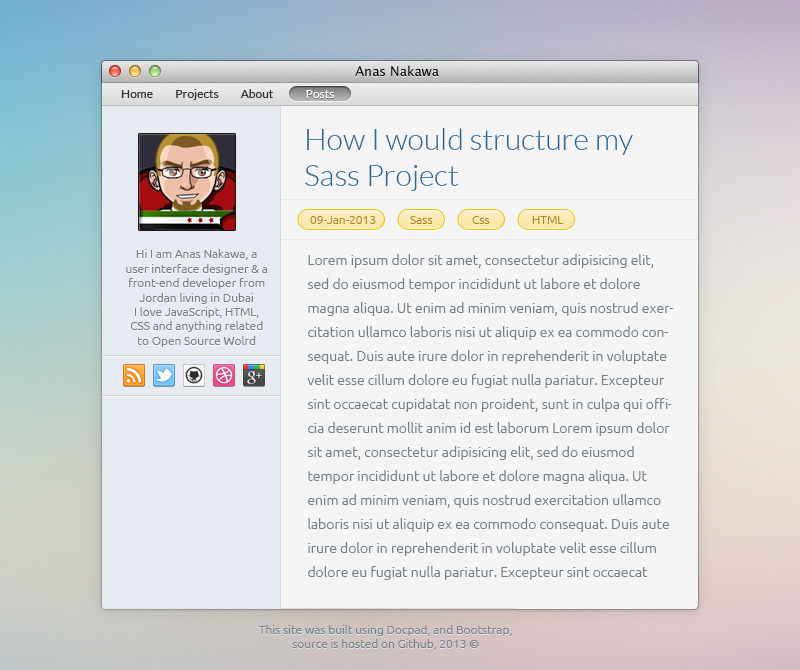 Anas Nakawa
Home Projects About Posts
Hi I am Anas Nakawa, a
user interface designer & a
front-end developer from
Jordan living in Dubai
I love JavaScript, HTML,
CSS and anything related
to Open Source Wolrd
g+
How I would structure my
Sass Project
09-Jan-2013 Sass Css HTML
Lorem ipsum dolor sit amet, consectetur adipisicing elit,
sed do eiusmod tempor incididunt ut labore et dolore
magna aliqua. Ut enim ad minim veniam, quis nostrud exer-
citation ullamco laboris nisi ut aliquip ex ea commodo con-
sequat. Duis aute irure dolor in reprehenderit in voluptate
velit esse cillum dolore eu fugiat nulla pariatur. Excepteur
sint occaecat cupidatat non proident, sunt in culpa qui offi-
cia deserunt mollit anim id est laborum Lorem ipsum dolor
sit amet, consectetur adipisicing elit, sed do eiusmod
tempor incididunt ut labore et dolore magna aliqua. Ut
enim ad minim veniam, quis nostrud exercitation ullamco
laboris nisi ut aliquip ex ea commodo consequat. Duis aute
irure dolor in reprehenderit in voluptate velit esse cillum
dolore eu fugiat nulla pariatur. Excepteur sint occaecat
This site was built using Docpad, and Bootstrap,
source is hosted on Github, 2013 ©